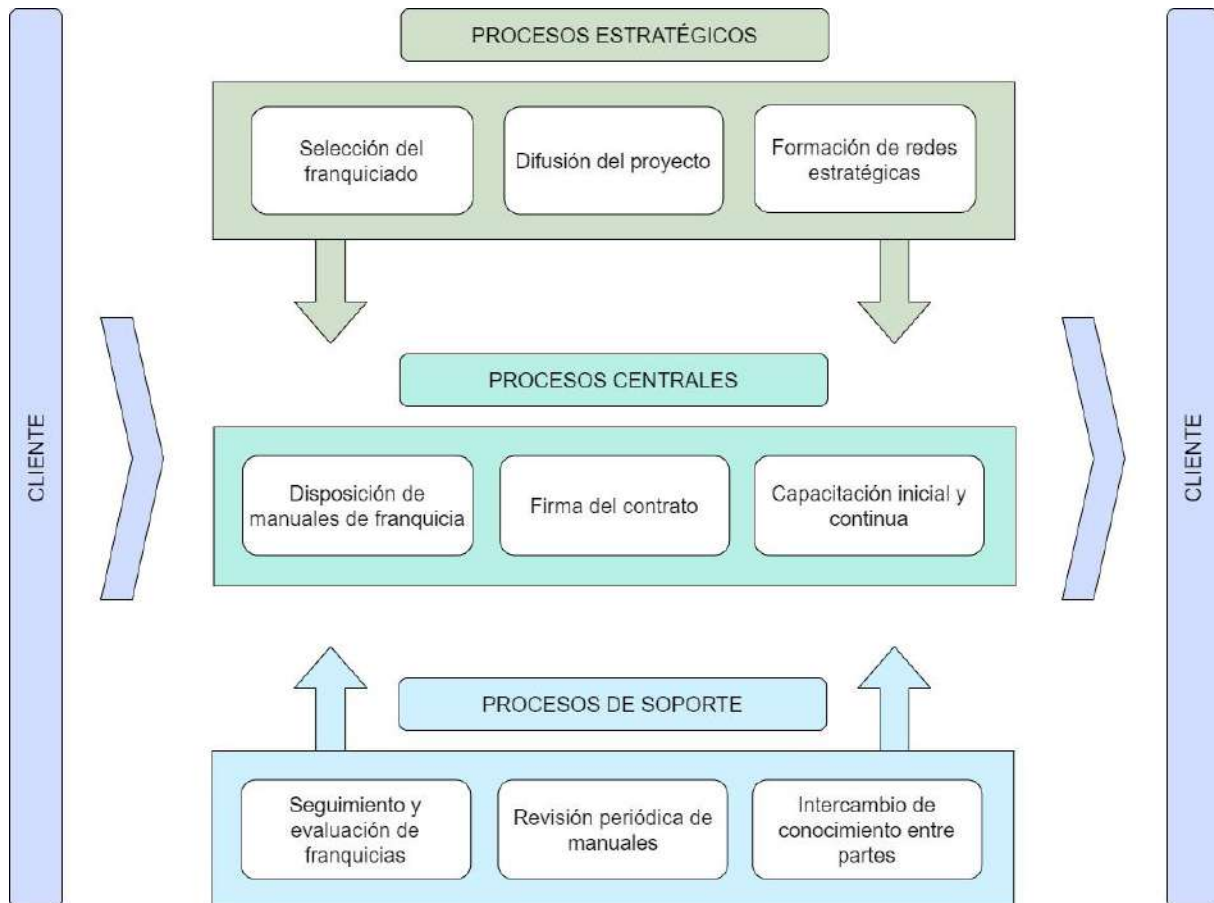 PROCESOS ESTRATÉGICOS
Selección del
franquiciado
Difusión del proyecto
Formación de redes
estratégicas
CLIENTE
PROCESOS CENTRALES
Disposición de
manuales de franquicia
Firma del contrato
Capacitación inicial y
continua
CLIENTE
PROCESOS DE SOPORTE
Seguimiento y
evaluación de
franquicias
Revisión periódica de
manuales
Intercambio de
conocimiento entre
partes